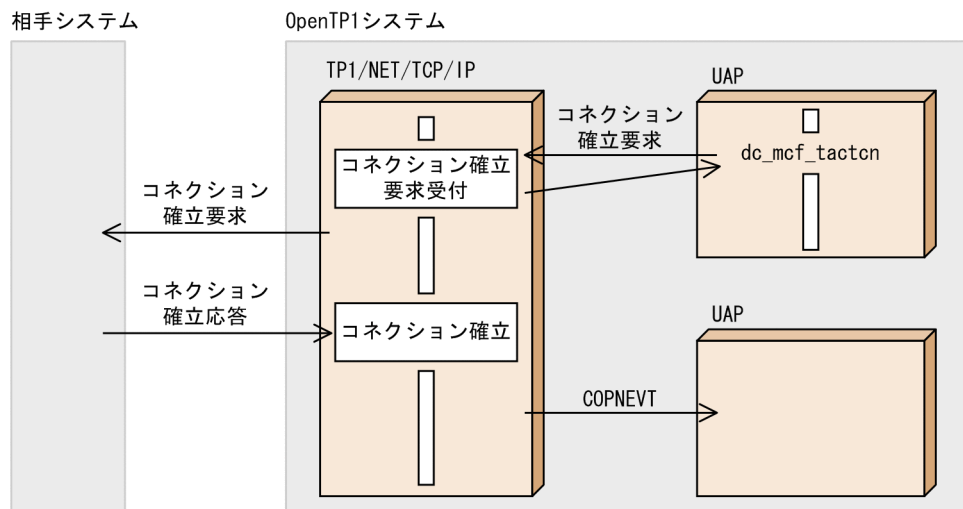 相手システム
OpenTP1システム
TP1/NET/TCP/IP
UAP
コネクション
確立要求
dc_mcf_tactcn
コネクション確立
要求受付
コネクション
確立要求
コネクション
確立応答
コネクション確立
UAP
COPNEVT